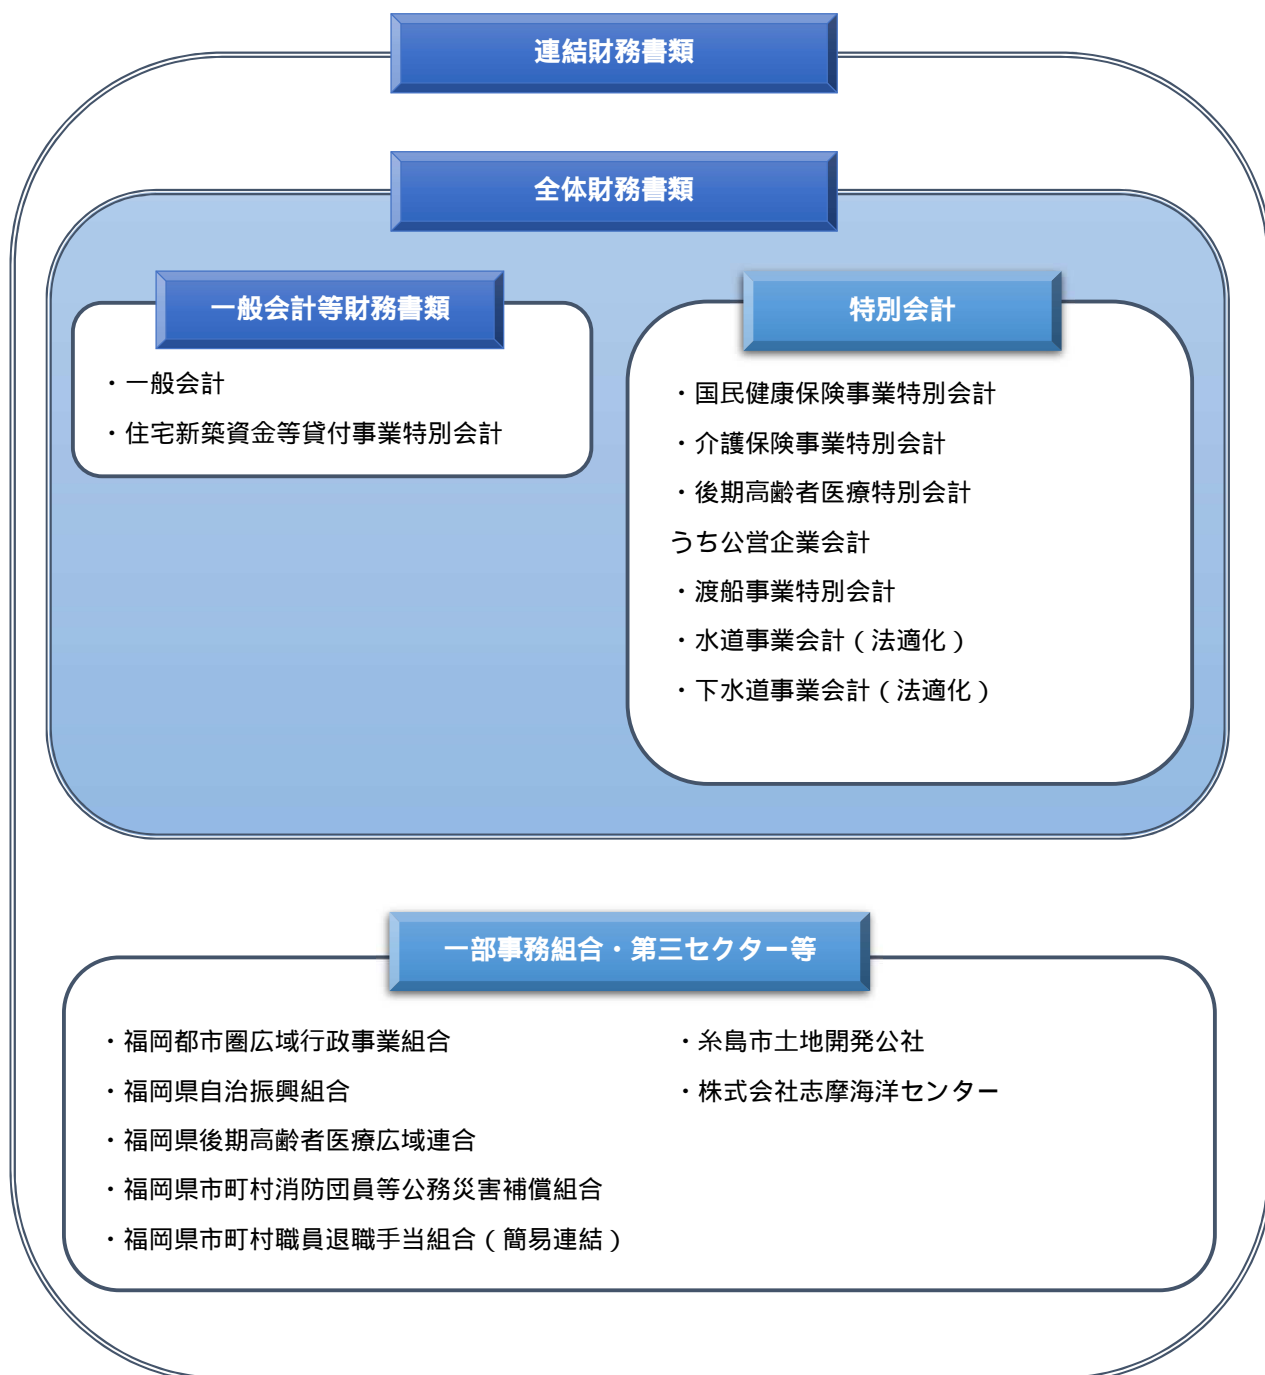 連結財務書類
全体財務書類
一般会計等財務書類
・一般会計
・住宅新築資金等貸付事業特別会計
特別会計
・国民健康保険事業特別会計
・介護保険事業特別会計
・後期高齢者医療特別会計
うち公営企業会計
・渡船事業特別会計
・水道事業会計（法適化）
・下水道事業会計（法適化）
一部事務組合・第三セクター等
・福岡都市圏広域行政事業組合
・福岡県自治振興組合
・福岡県後期高齢者医療広域連合
・福岡県市町村消防団員等公務災害補償組合
・福岡県市町村職員退職手当組合（簡易連結）
・糸島市土地開発公社
・株式会社志摩海洋センター